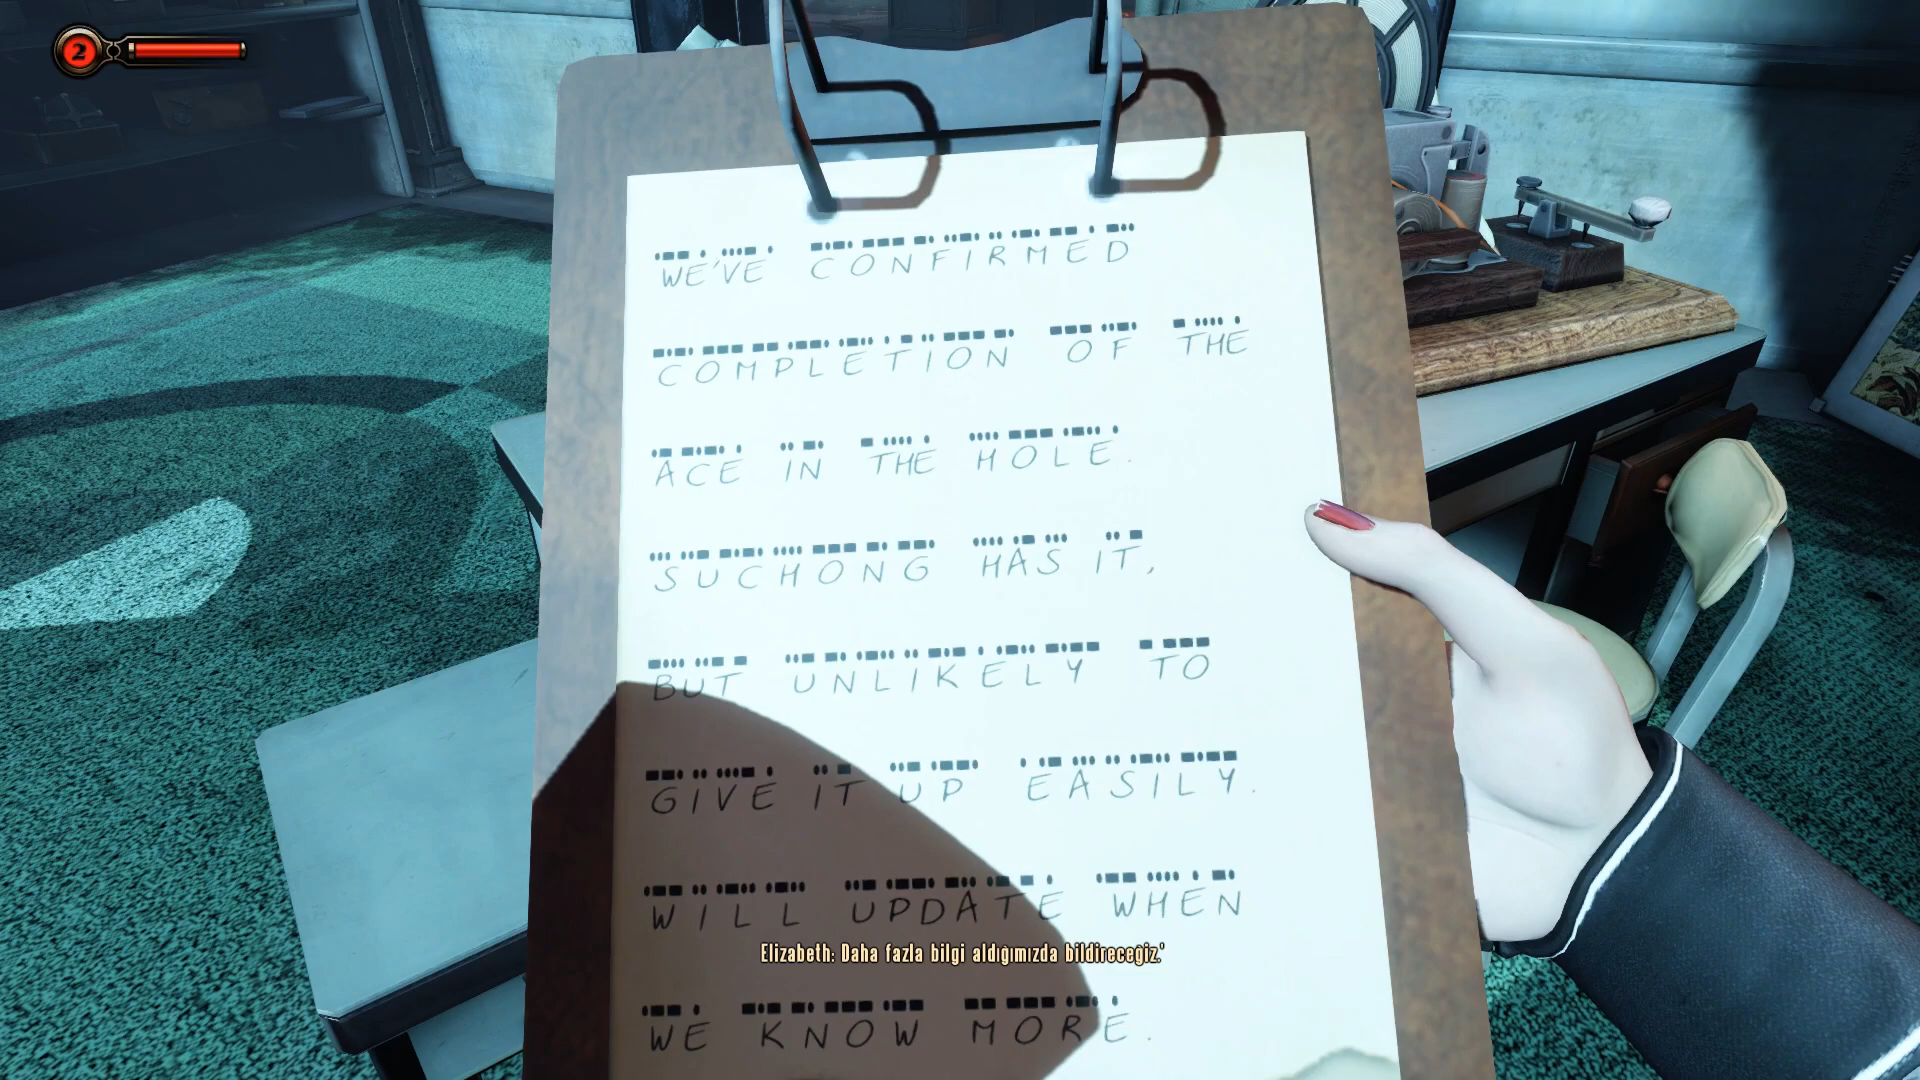 2
WE'VE CONFIRMED
COMPLETION OF THE
ACE IN THE HOLE.
SUCHONG HAS IT,
BUT UNLIKELY TO
GIVE IT UP EASILY.
WILL UPDATE WHEN
Elizabeth: Daha fazla bilgi aldığımızda bildireceğiz.'
WE KNOW MORE.